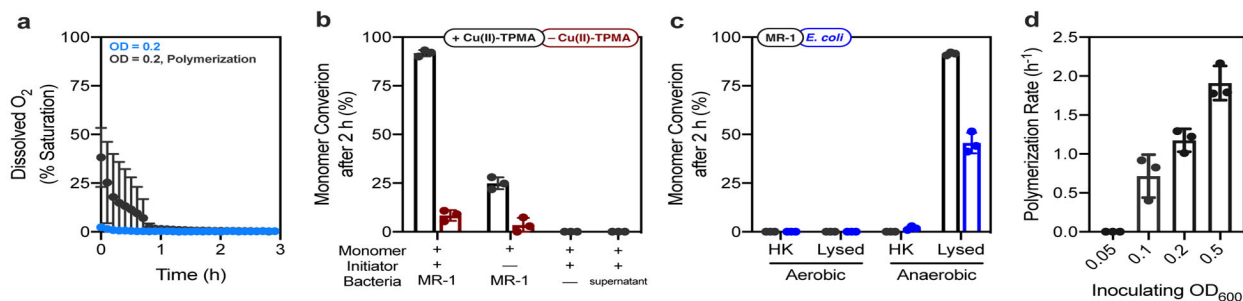 a
OD = 0.2
OD = 0.2, Polymerization
Dissolved O2
(% Saturation)
100
75
50
25
0
0
1
2
3
Time (h)
b
+ Cu(II)-TPMA
– Cu(II)-TPMA
Monomer Converion
after 2 h (%)
100
75
50
25
0
Monomer + + + +
Initiator + — + +
Bacteria MR-1 MR-1 — supernatant
c
MR-1
E. coli
Monomer Converion
after 2 h (%)
100
75
50
25
0
HK Lysed HK Lysed
Aerobic Anaerobic
d
Polymerization Rate (h-1)
2.5
2.0
1.5
1.0
0.5
0.0
0.05
0.1
0.2
0.5
Inoculating OD600